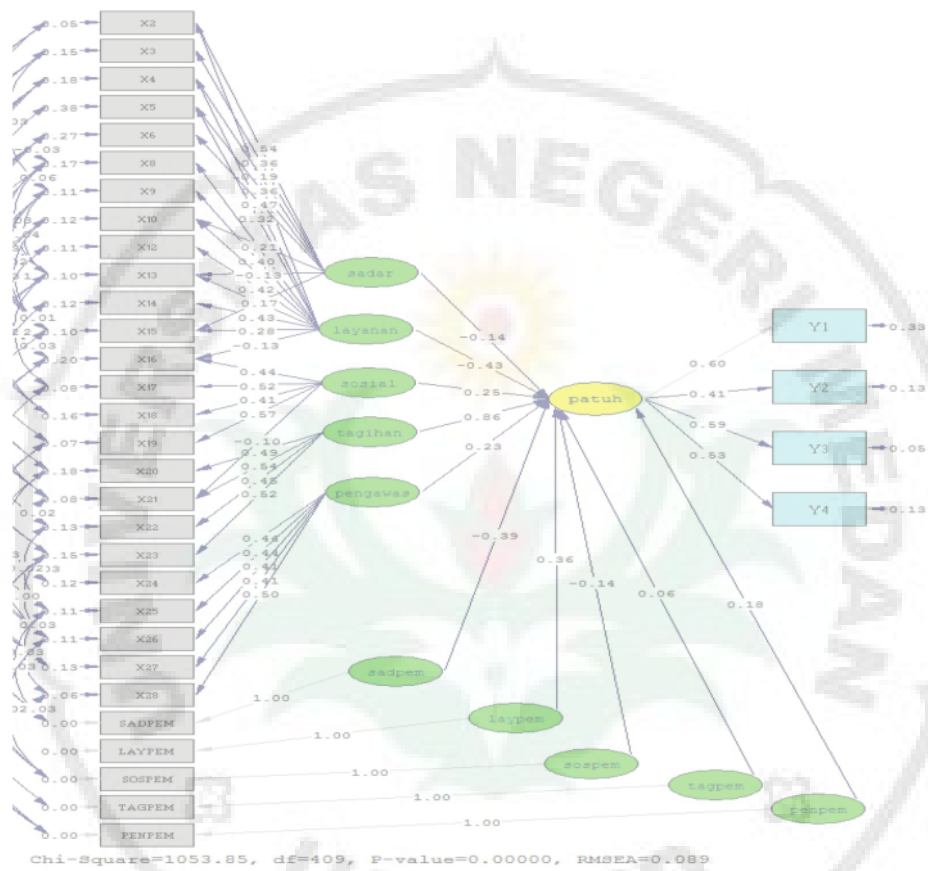 0.05 X2
0.15 X3
0.18 X4
0.38 X5
0.27 X6
0.17 X8
0.11 X9
0.12 X10
0.11 X12
0.10 X13
0.12 X14
0.10 X15
0.20 X16
0.08 X17
0.16 X18
0.07 X19
0.18 X20
0.08 X21
0.13 X22
0.15 X23
0.12 X24
0.11 X25
0.11 X26
0.13 X27
0.06 X28
0.00 SADPEM
0.00 LAYPEM
0.00 SOSPEM
0.00 TAGPEM
0.00 PENPEM
0.36
0.47
0.32
0.21
0.40
-0.13
0.42
0.17
0.43
0.28
-0.13
0.44
0.52
0.41
0.57
-0.10
0.49
0.54
0.45
0.52
0.44
0.41
0.50
sadar
layanan
sosial
tagihan
pengawas
-0.14
-0.43
0.25
0.86
0.23
patuh
-0.39
0.36
-0.14
0.06
0.18
0.60
0.41
0.59
0.53
Y1 0.33
Y2 0.13
Y3 0.05
Y4 0.13
sadpem
laypem
sospem
tagpem
penpem
1.00
1.00
1.00
1.00
1.00
NEGERI MEDAN
Chi-Square=1053.85, df=409, P-value=0.00000, RMSEA=0.089